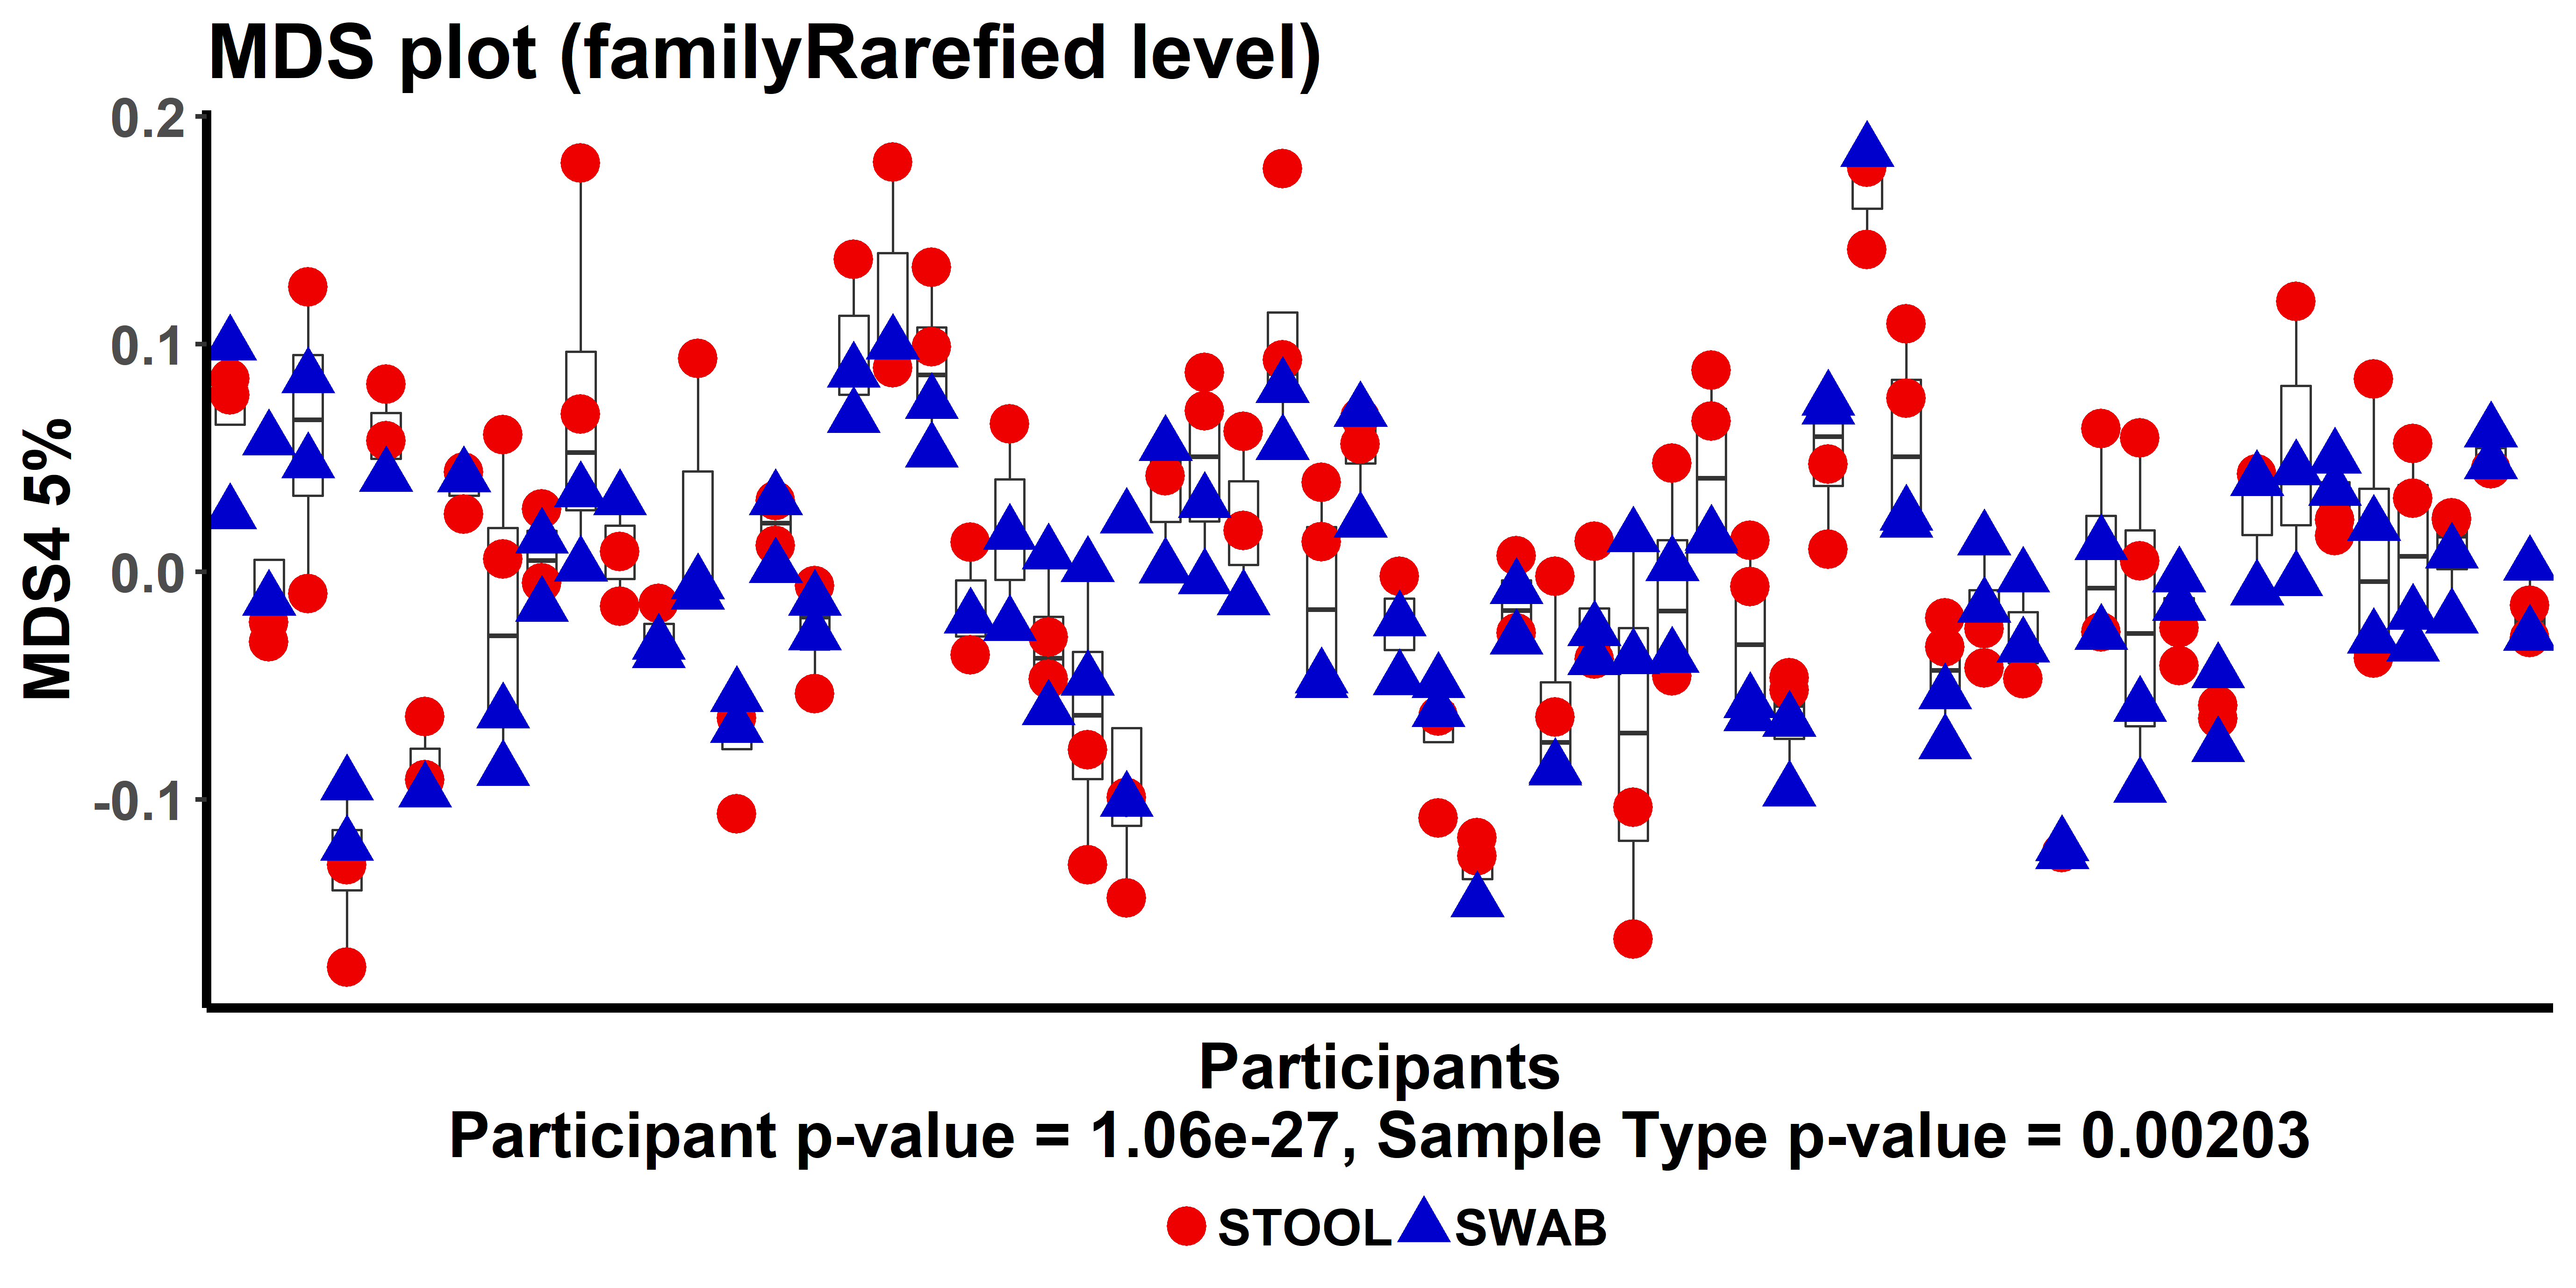 MDS plot (familyRarefied level)
0.2
0.1
0.0
-0.1
MDS4 5%
Participants
Participant p-value = 1.06e-27, Sample Type p-value = 0.00203
STOOL SWAB